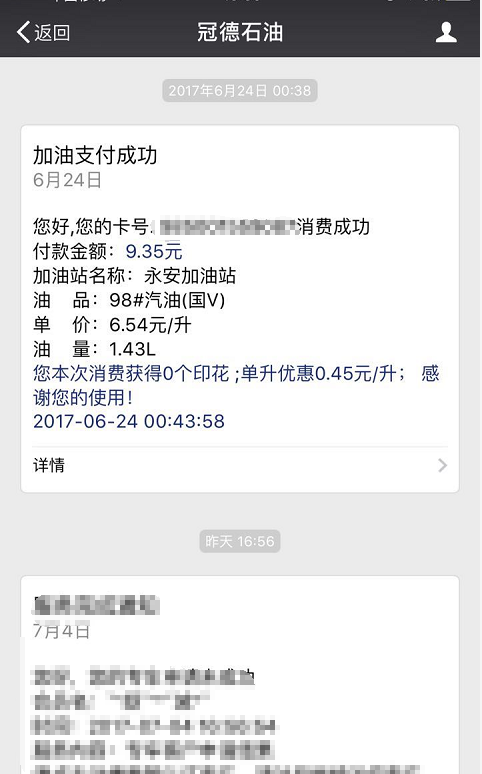 返回
冠德石油
2017年6月24日 00:38
加油支付成功
6月24日
您好,您的卡号:消费成功
付款金额：9.35元
加油站名称：永安加油站
油 品：98#汽油(国V)
单 价：6.54元/升
油 量：1.43L
您本次消费获得0个印花 ;单升优惠0.45元/升； 感
谢您的使用！
2017-06-24 00:43:58
详情
昨天 16:56
7月4日